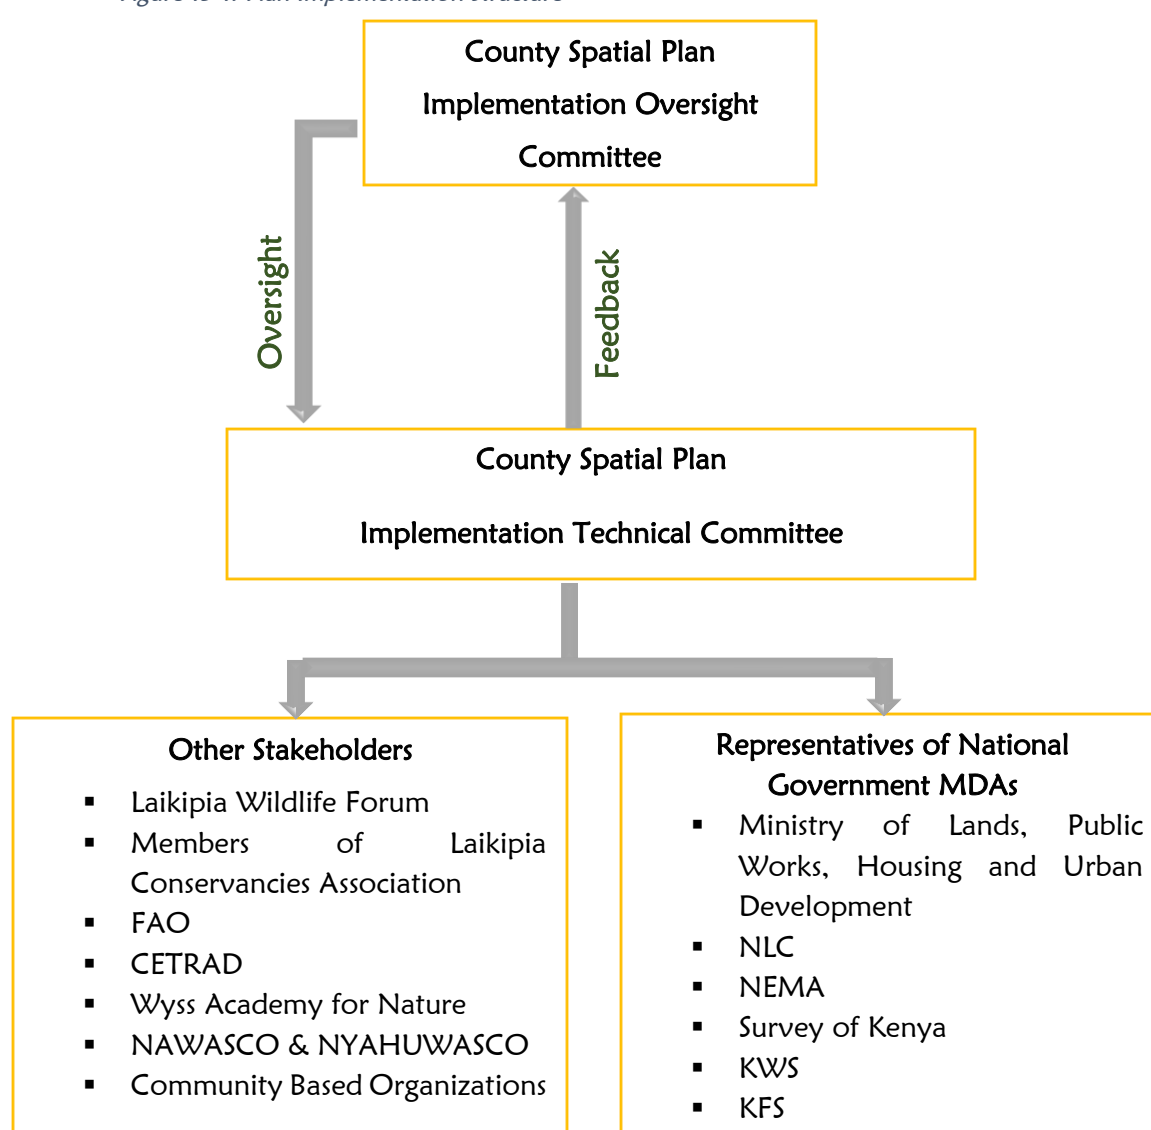 County Spatial Plan
Implementation Oversight
Committee
Oversight
Feedback
County Spatial Plan
Implementation Technical Committee
Other Stakeholders
▪ Laikipia Wildlife Forum
▪ Members of Laikipia
Conservancies Association
▪ FAO
▪ CETRAD
▪ Wyss Academy for Nature
▪ NAWASCO & NYAHUWASCO
▪ Community Based Organizations
Representatives of National
Government MDAs
▪ Ministry of Lands, Public
Works, Housing and Urban
Development
▪ NLC
▪ NEMA
▪ Survey of Kenya
▪ KWS
▪ KFS